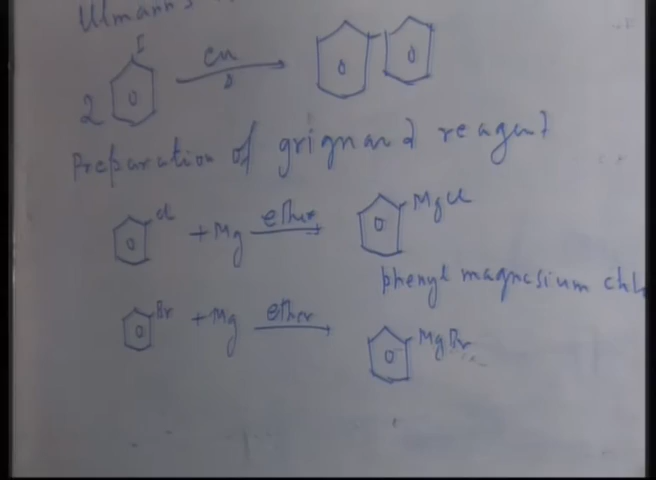 Ulmann's
I
2 Cu
Δ
Preparation of grignard reagent
Cl + Mg ether MgCl
phenyl magnesium chl
Br + Mg ether MgBr